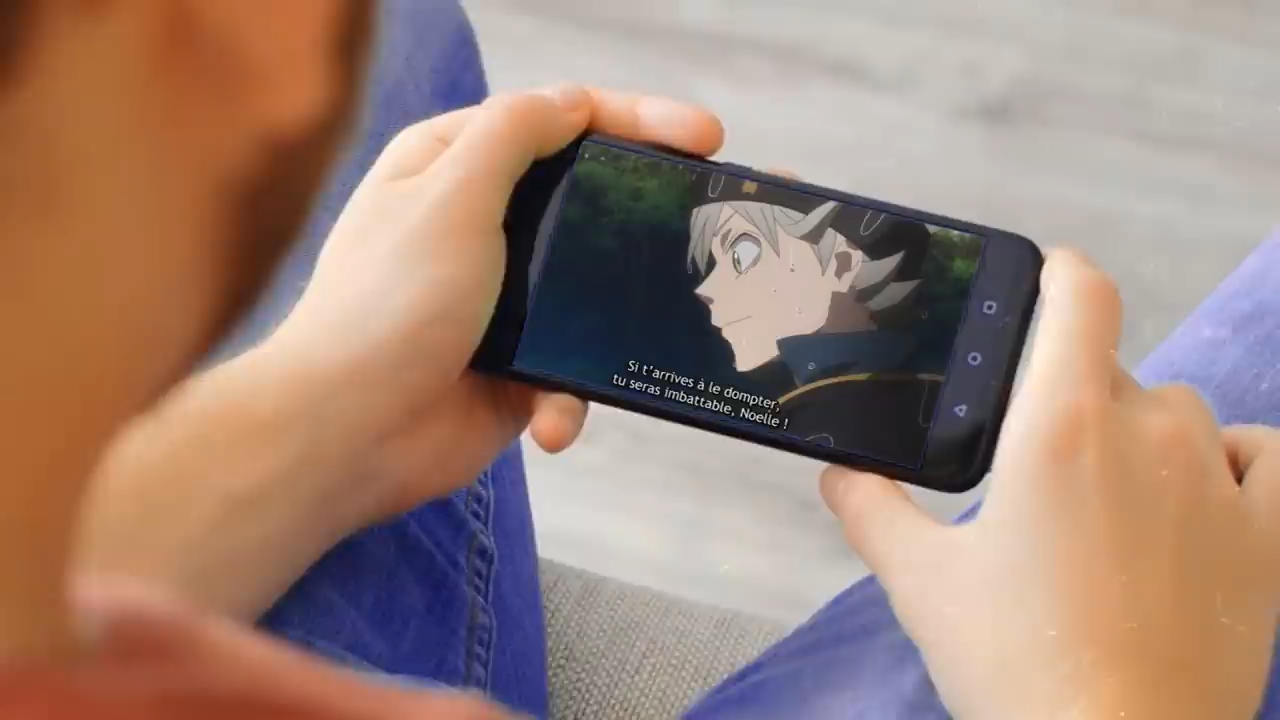 Si t'arrives à le dompter,
tu seras imbattable, Noelle !